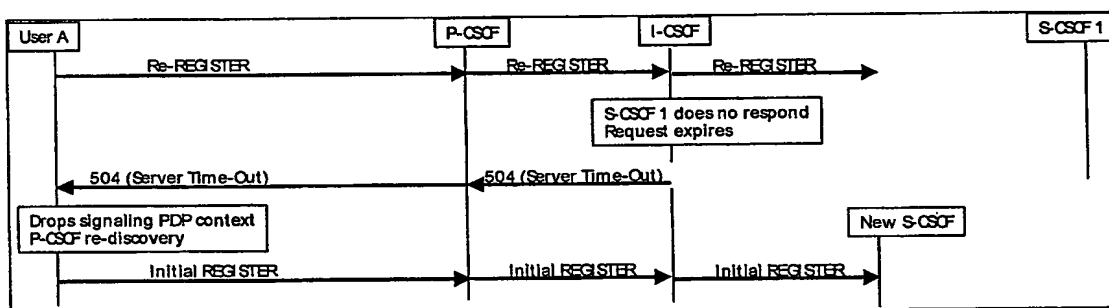 User A
P-CSCF
I-CSCF
S-CSCF 1
Re-REGISTER
Re-REGISTER
Re-REGISTER
S-CSCF 1 does no respond
Request expires
504 (Server Time-Out)
504 (Server Time-Out)
Drops signaling PDP context
P-CSCF re-discovery
New S-CSCF
Initial REGISTER
Initial REGISTER
Initial REGISTER